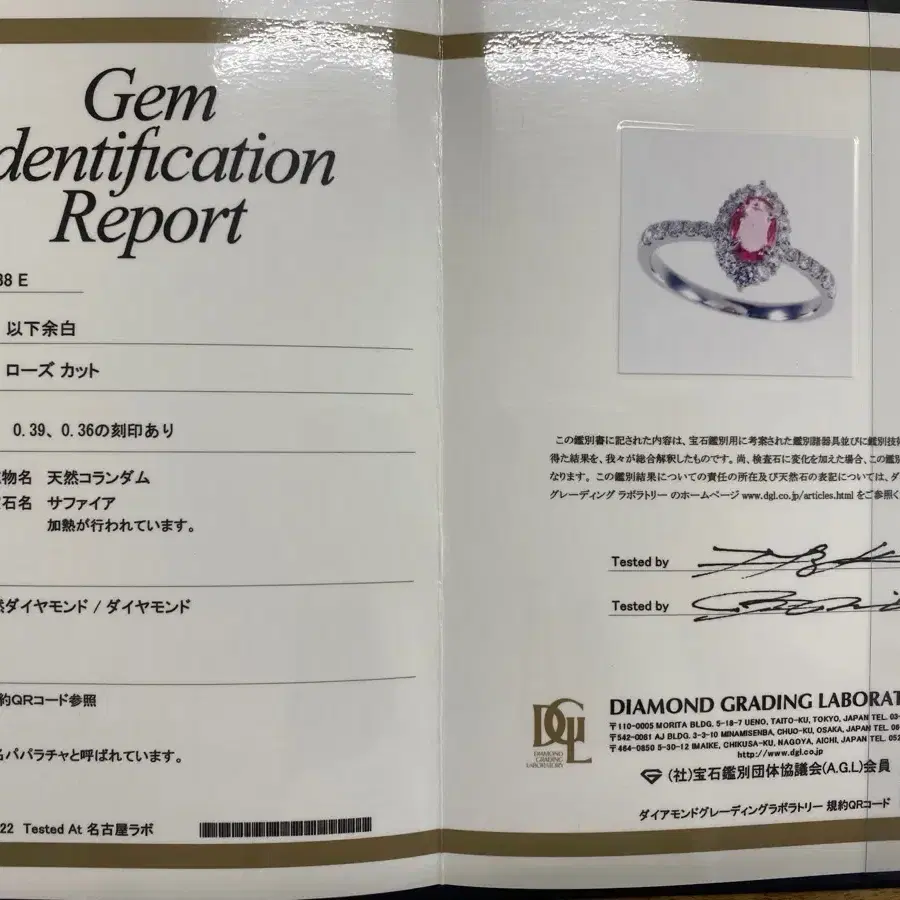 Gem
dentification
Report
38 E
以下余白
ローズ カット
0.39、0.36の刻印あり
物名 天然コランダム
石名 サファイア
加熱が行われています。
ダイヤモンド / ダイヤモンド
約QRコード参照
パパラチャと呼ばれています。
22 Tested At 名古屋ラボ
この鑑別書に記された内容は、宝石鑑別用に考案された鑑別諸器具並びに鑑別技
得た結果を、我々が総合解釈したものです。尚、検査石に変化を加えた場合、この鑑
なります。この鑑別結果についての責任の所在及び天然石の表記については、ダ
グレーディング ラボラトリー のホームページ www.dgl.co.jp/articles.html をご参照く
Tested by
Tested by
DGL
DIAMOND
GRADING
LABORATORY
DIAMOND GRADING LABORAT
〒110-0005 MORITA BLDG. 5-18-7 UENO, TAITO-KU, TOKYO, JAPAN TEL. 03-
〒542-0081 AJ BLDG. 3-3-10 MINAMISENBA, CHUO-KU, OSAKA, JAPAN TEL. 06
〒464-0850 5-30-12 IMAIKE, CHIKUSA-KU, NAGOYA, AICHI, JAPAN TEL. 052
http://www.dgl.co.jp
(社)宝石鑑別団体協議会(A.G.L)会員
ダイアモンドグレーディングラボラトリー 規約QRコード